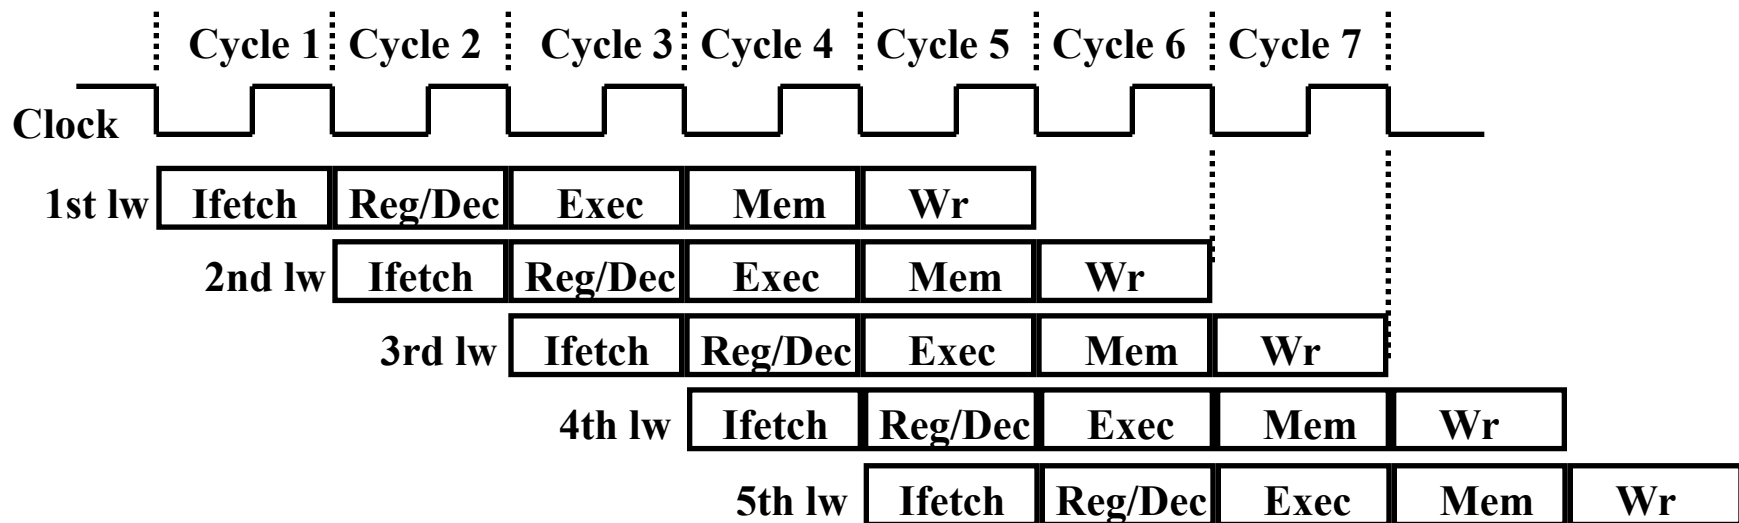 Cycle 1 Cycle 2 Cycle 3 Cycle 4 Cycle 5 Cycle 6 Cycle 7
Clock
1st lw Ifetch Reg/Dec Exec Mem Wr
2nd lw Ifetch Reg/Dec Exec Mem Wr
3rd lw Ifetch Reg/Dec Exec Mem Wr
4th lw Ifetch Reg/Dec Exec Mem Wr
5th lw Ifetch Reg/Dec Exec Mem Wr